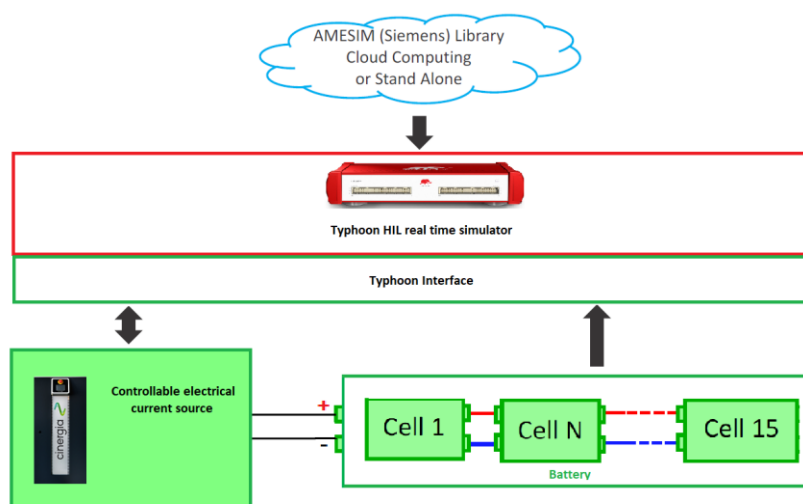 AMESIM (Siemens) Library
Cloud Computing
or Stand Alone
Typhoon HIL real time simulator
Typhoon Interface
Controllable electrical
current source
cinergia
+
-
Cell 1
Cell N
Cell 15
Battery